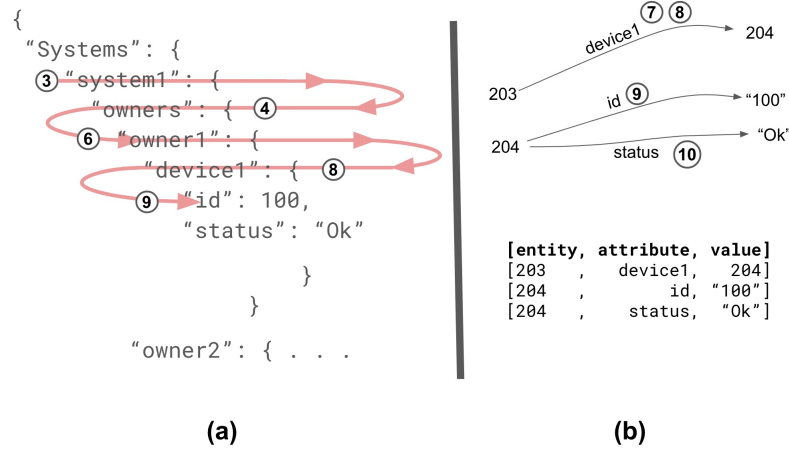 {
“Systems”: {
3 “system1”: {
“owners”: { 4
6 “owner1”: {
“device1”: { 8
9 “id”: 100,
“status”: “Ok”
}
}
“owner2”: { . . .
(a)
7 8
device1
204
203
id 9
“100”
204
“Ok”
status 10
[entity, attribute, value]
[203 , device1, 204]
[204 , id, “100”]
[204 , status, “Ok”]
(b)